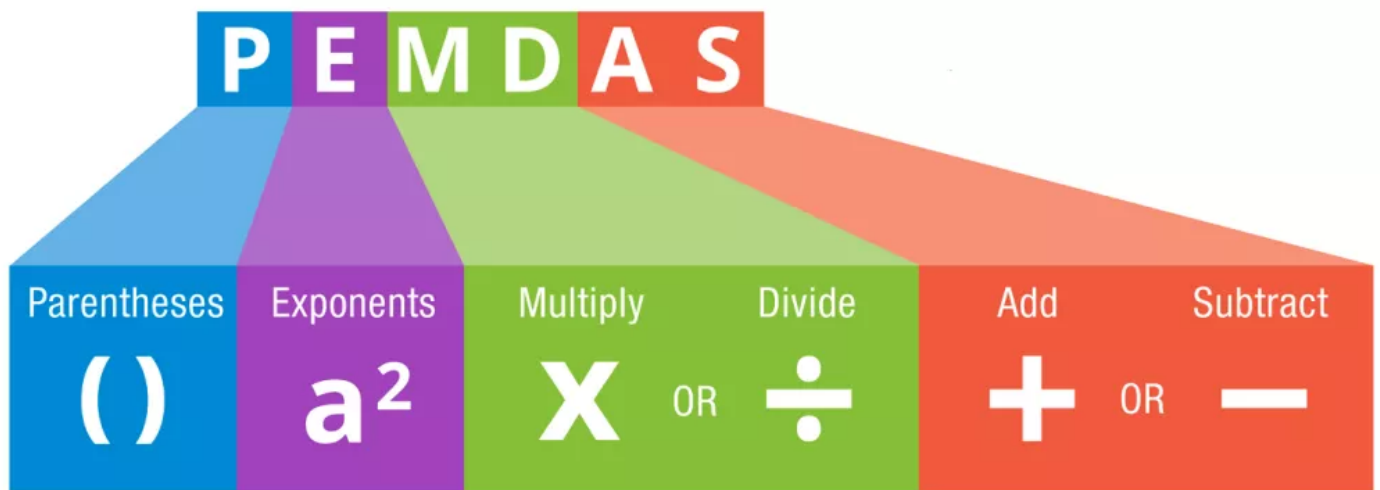 PEMDAS
Parentheses Exponents Multiply Divide Add Subtract
() a² x OR ÷ + OR −